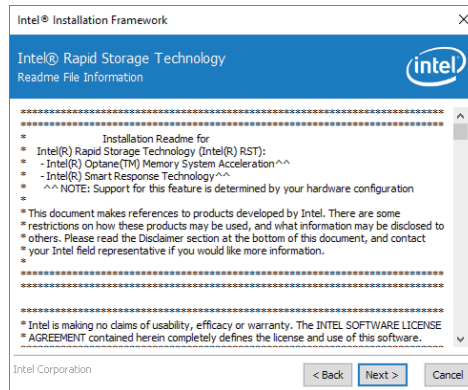 Intel® Installation Framework
Intel® Rapid Storage Technology
Readme File Information
intel
************************************************************
************************************************************
* Installation Readme for
* Intel(R) Rapid Storage Technology (Intel(R) RST):
* - Intel(R) Optane(TM) Memory System Acceleration^^
* - Intel(R) Smart Response Technology^^
* ^^ NOTE: Support for this feature is determined by your hardware configuration
*
* This document makes references to products developed by Intel. There are some
* restrictions on how these products may be used, and what information may be disclosed to
* others. Please read the Disclaimer section at the bottom of this document, and contact
* your Intel field representative if you would like more information.
*
************************************************************
************************************************************
************************************************************
* Intel is making no claims of usability, efficacy or warranty. The INTEL SOFTWARE LICENSE
* AGREEMENT contained herein completely defines the license and use of this software.
************************************************************
Intel Corporation
< Back
Next >
Cancel